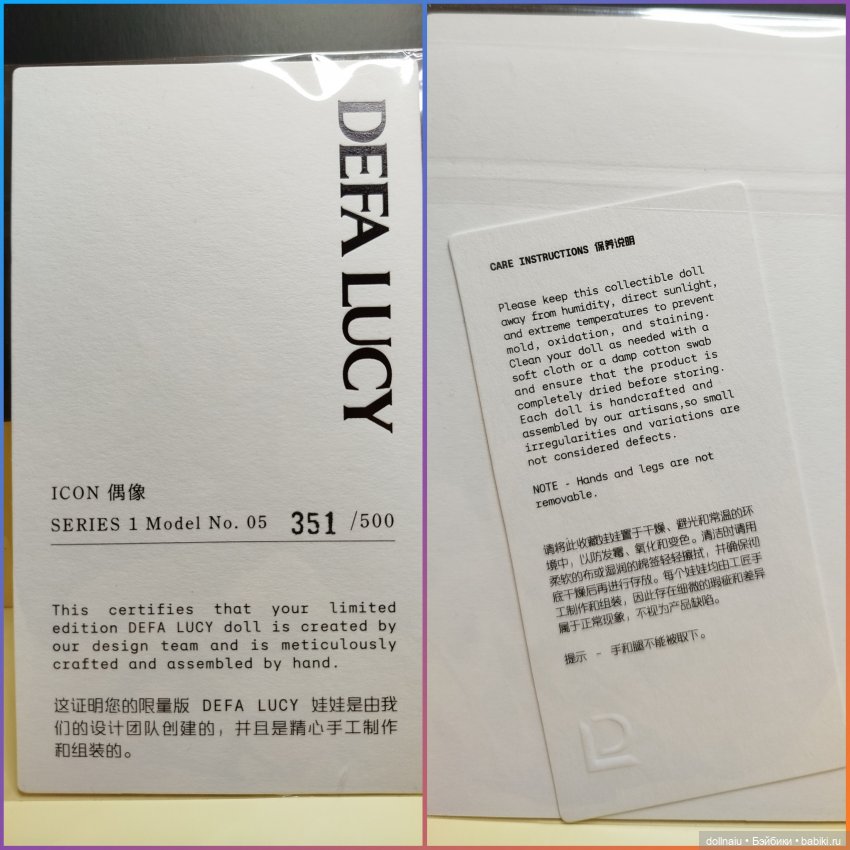 DEFA LUCY
ICON 偶像
SERIES 1 Model No. 05 351 /500
This certifies that your limited
edition DEFA LUCY doll is created by
our design team and is meticulously
crafted and assembled by hand.
这证明您的限量版 DEFA LUCY 娃娃是由我
们的设计团队创建的，并且是精心手工制作
和组装的。
CARE INSTRUCTIONS 保养说明
Please keep this collectible doll
away from humidity, direct sunlight,
and extreme temperatures to prevent
mold, oxidation, and staining.
Clean your doll as needed with a
soft cloth or a damp cotton swab
and ensure that the product is
completely dried before storing.
Each doll is handcrafted and
assembled by our artisans,so small
irregularities and variations are
not considered defects.
NOTE - Hands and legs are not
removable.
请将此收藏娃娃置于干燥、避光和常温的环
境中，以防发霉、氧化和变色。清洁时请用
柔软的布或湿润的棉签轻轻擦拭，并确保彻
底干燥后再进行存放。每个娃娃均由工匠手
工制作和组装，因此存在细微的瑕疵和差异
属于正常现象，不视为产品缺陷。
提示 - 手和腿不能被取下。
DL
dollnaiu • Бэйбики • babiki.ru